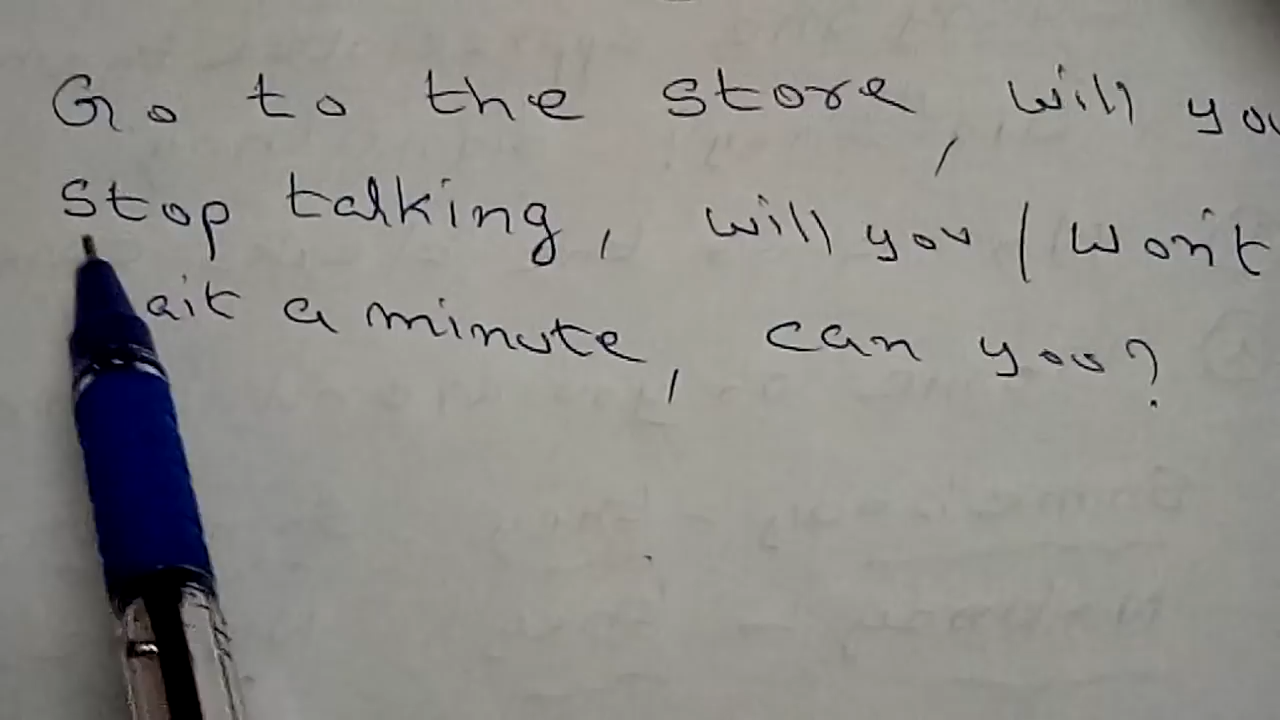 Go to the store, will you
Stop talking, will you / Won't
ait a minute, can you?